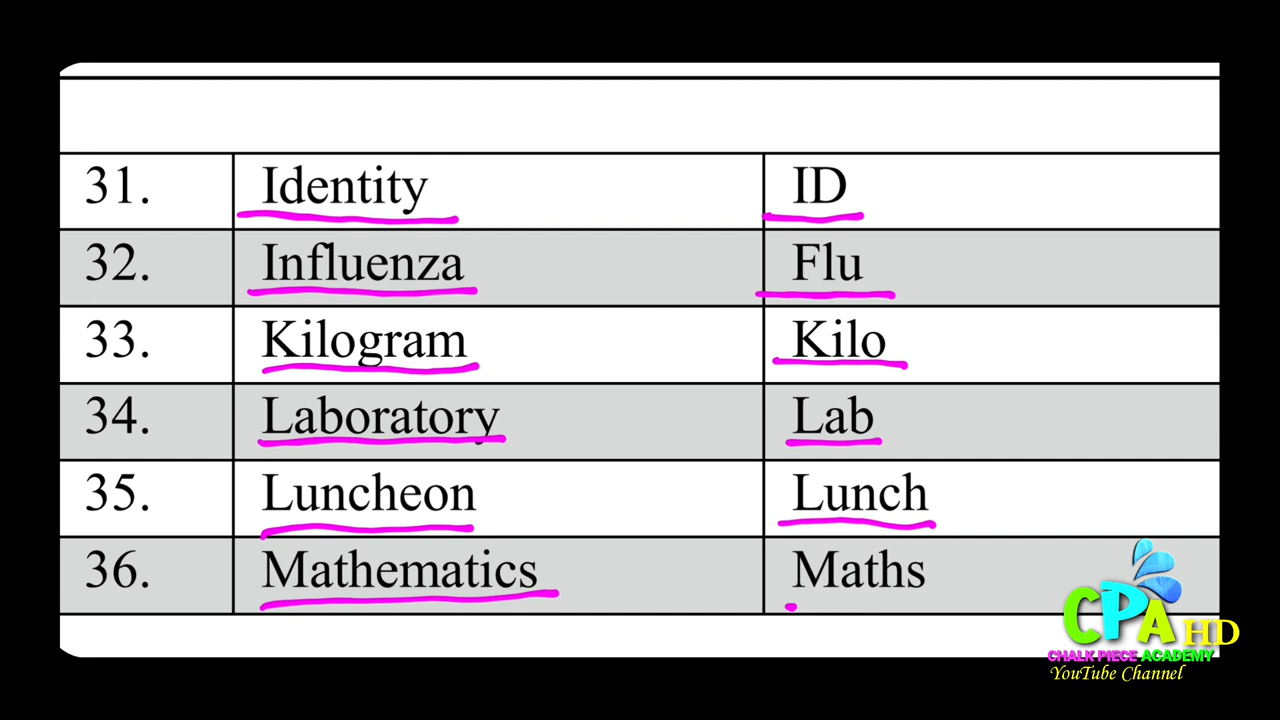 31. Identity ID
32. Influenza Flu
33. Kilogram Kilo
34. Laboratory Lab
35. Luncheon Lunch
36. Mathematics Maths
CPA HD
CHALK PIECE ACADEMY
YouTube Channel